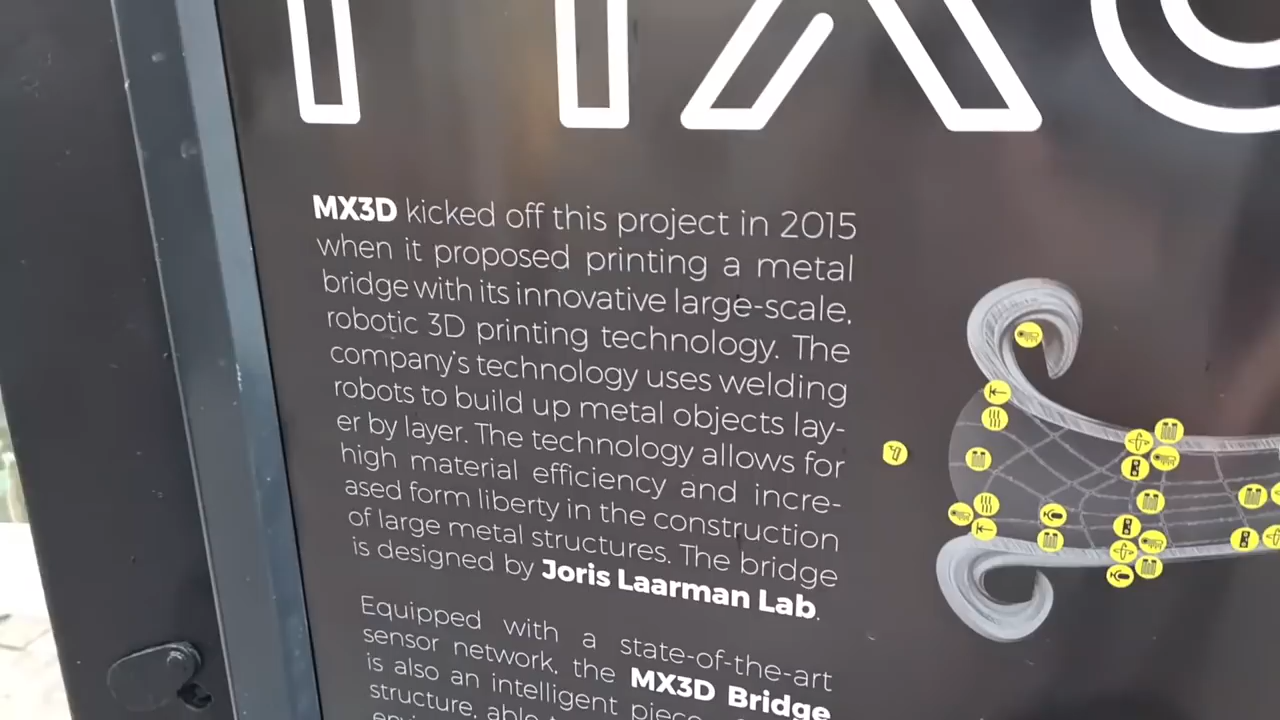 MX3D kicked off this project in 2015
when it proposed printing a metal
bridge with its innovative large-scale,
robotic 3D printing technology. The
company's technology uses welding
robots to build up metal objects lay-
er by layer. The technology allows for
high material efficiency and incre-
ased form liberty in the construction
of large metal structures. The bridge
is designed by Joris Laarman Lab.
Equipped with a state-of-the-art
sensor network, the MX3D Bridge
is also an intelligent piece
structure, able